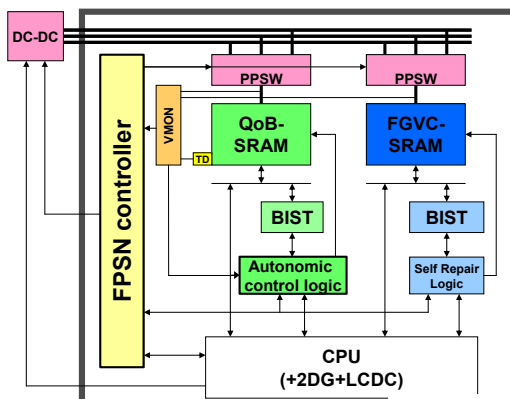 DC-DC
PPSW
PPSW
VMON
QoB-
SRAM
FGVC-
SRAM
TD
FPSN controller
BIST
BIST
Autonomic
control logic
Self Repair
Logic
CPU
(+2DG+LCDC)